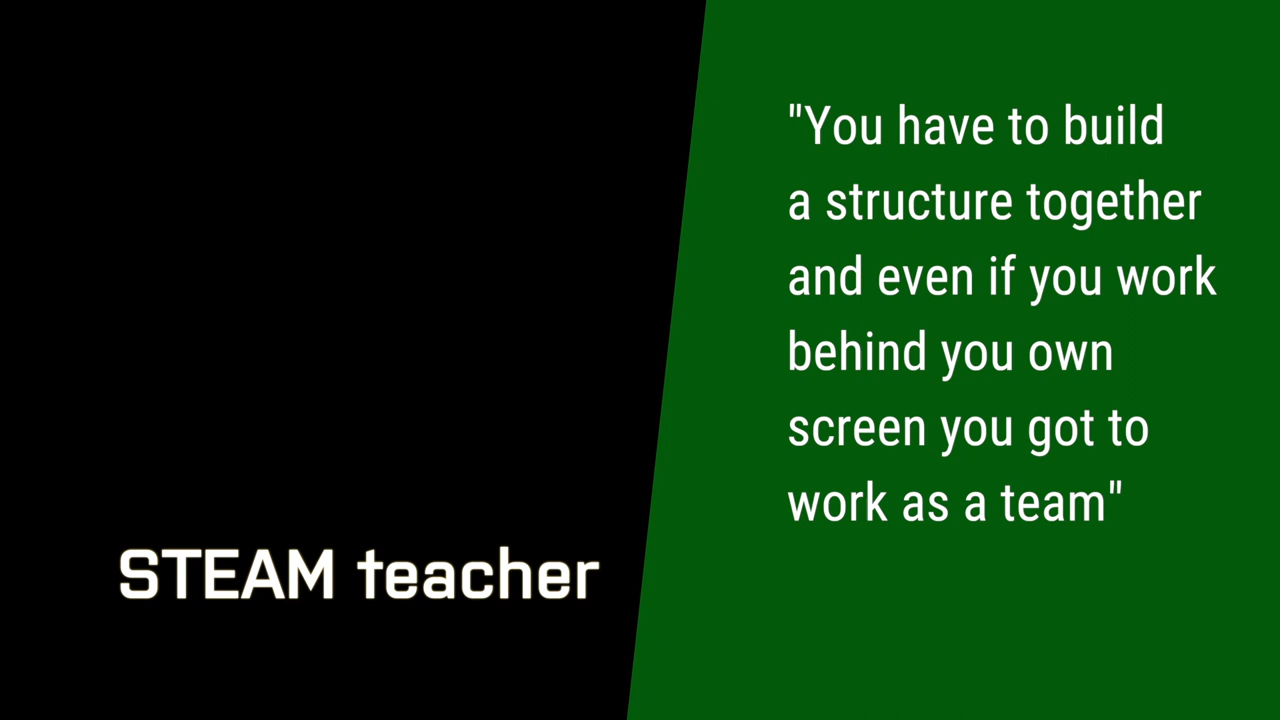 "You have to build
a structure together
and even if you work
behind you own
screen you got to
work as a team"
STEAM teacher